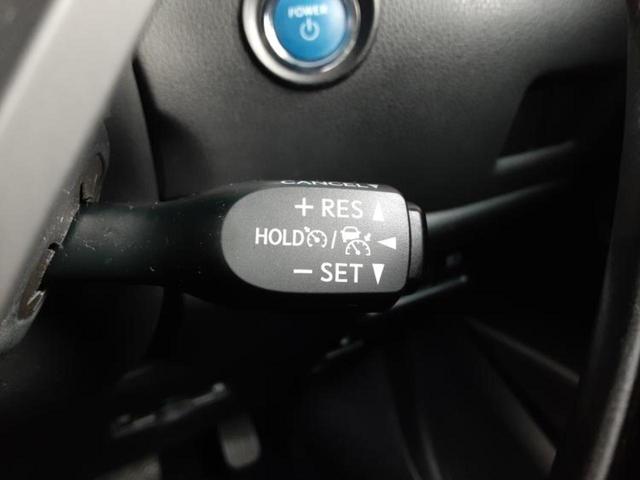 POWER
CANCEL
+ RES
HOLD /
− SET